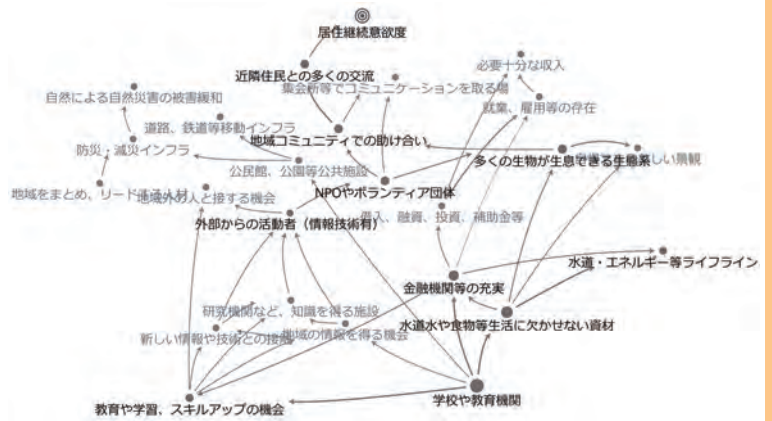 居住継続意欲度
必要十分な収入
近隣住民との多くの交流
集会所等でコミュニケーションを取る場
自然による自然災害の被害緩和
就業、雇用等の存在
道路、鉄道等移動インフラ
地域コミュニティでの助け合い
防災・減災インフラ
多くの生物が生息できる生態系
しい景観
公民館、公園等公共施設
地域をまとめ、リードする人材
地域外の人と接する機会
NPOやボランティア団体
外部からの活動者（情報技術有）
借入、融資、投資、補助金等
水道・エネルギー等ライフライン
金融機関等の充実
研究機関など、知識を得る施設
水道水や食物等生活に欠かせない資材
新しい情報や技術との接触
地域の情報を得る機会
教育や学習、スキルアップの機会
学校や教育機関